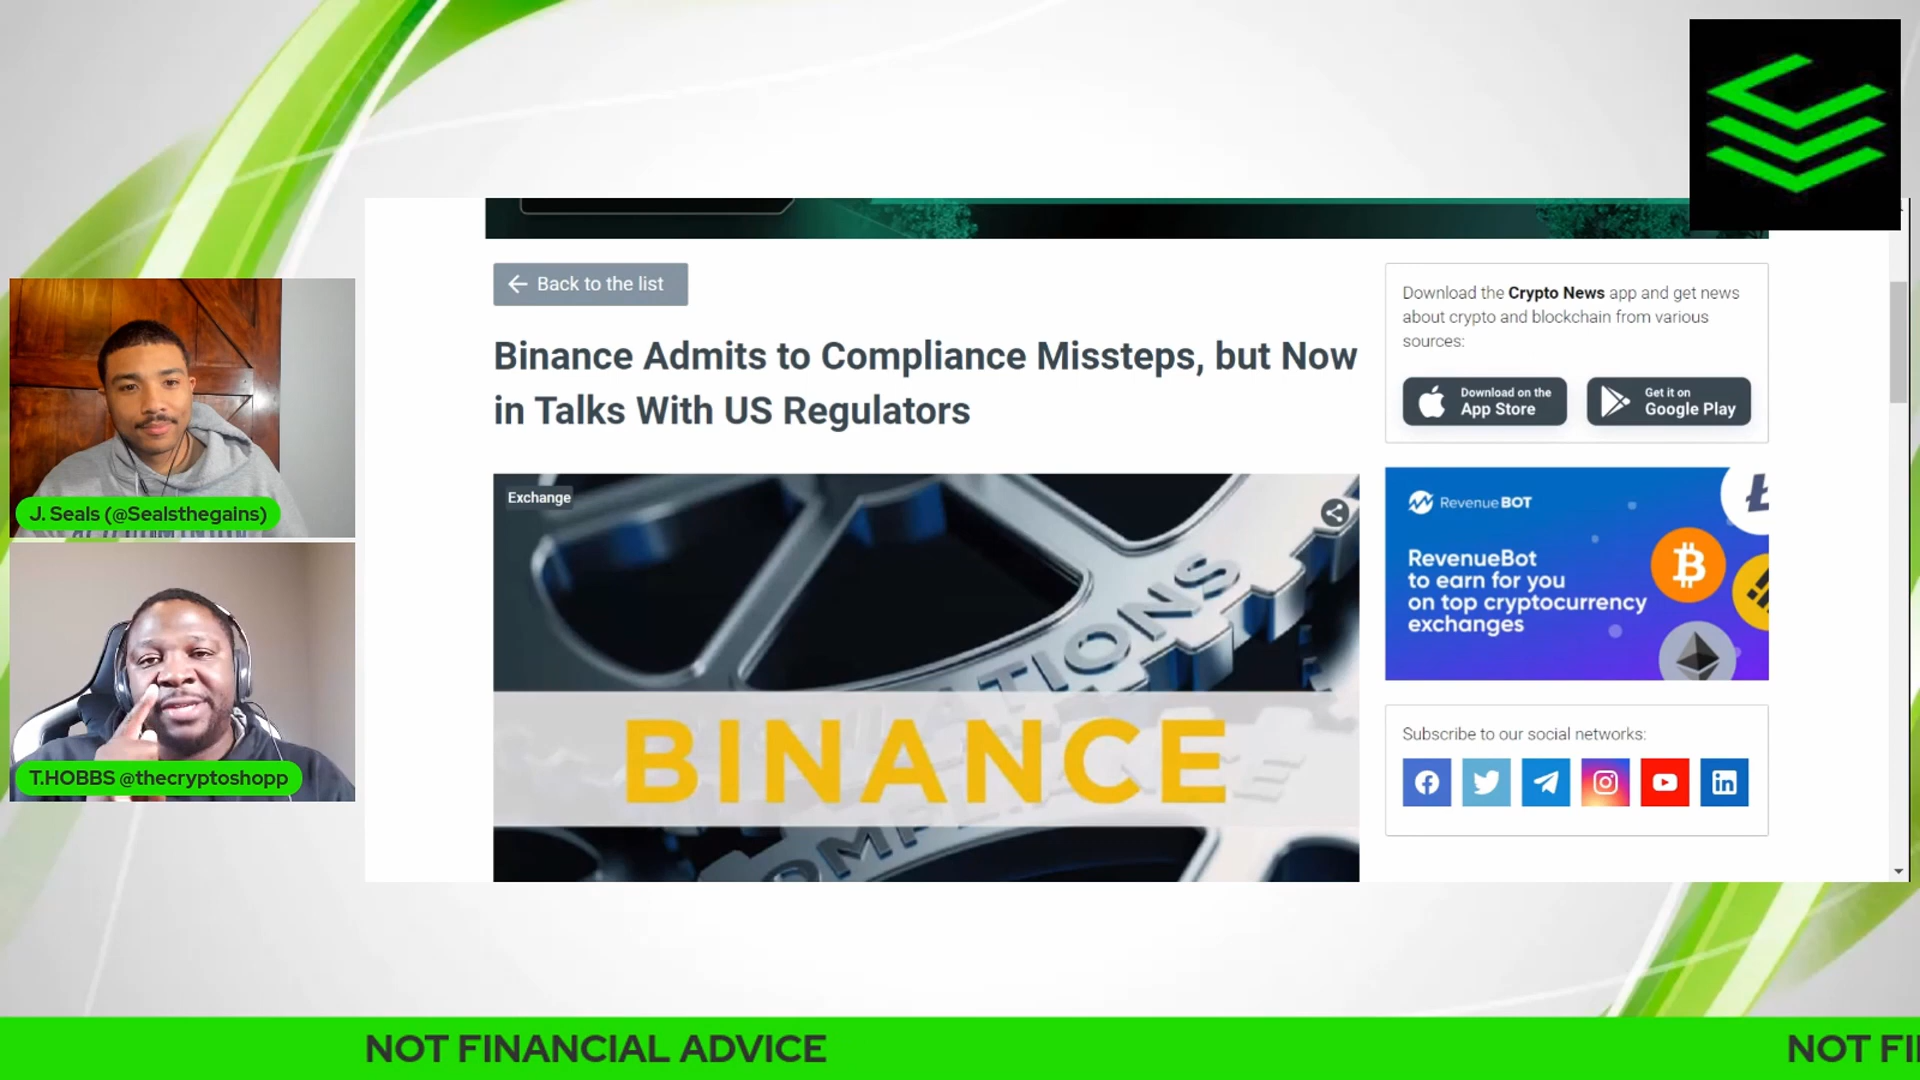 ← Back to the list
Binance Admits to Compliance Missteps, but Now
in Talks With US Regulators
Exchange
BINANCE
Download the Crypto News app and get news
about crypto and blockchain from various
sources:
Download on the
App Store
Get it on
Google Play
RevenueBOT
RevenueBot
to earn for you
on top cryptocurrency
exchanges
Subscribe to our social networks:
J. Seals (@Sealsthegains)
T.HOBBS @thecryptoshopp
NOT FINANCIAL ADVICE
NOT